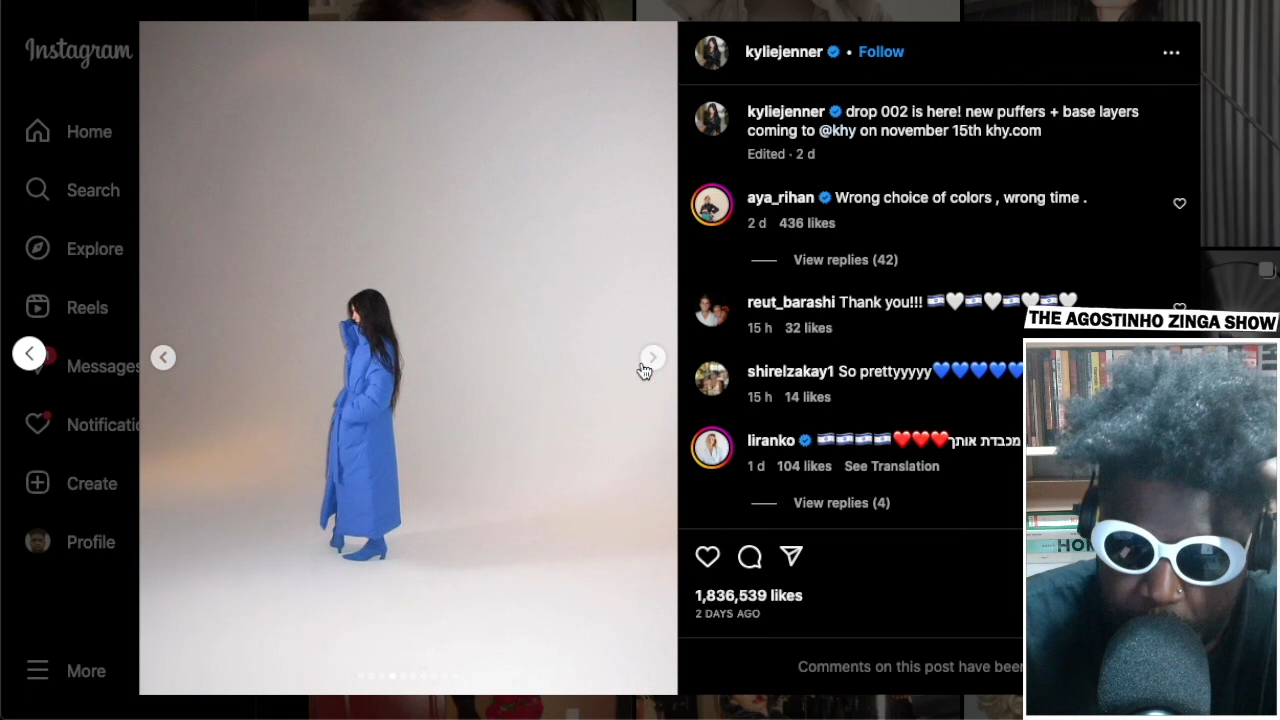 Instagram
Home
Search
Explore
Reels
Messages
Notificatio
Create
Profile
More
kyliejenner • Follow
kyliejenner drop 002 is here! new puffers + base layers
coming to @khy on november 15th khy.com
Edited · 2 d
aya_rihan Wrong choice of colors , wrong time .
2 d 436 likes
View replies (42)
reut_barashi Thank you!!! 🇮🇱🤍🇮🇱🤍🇮🇱🤍🇮🇱🤍
15 h 32 likes
shirelzakay1 So prettyyyyy💙💙💙💙💙
15 h 14 likes
liranko 🇮🇱🇮🇱🇮🇱🇮🇱❤️❤️❤️מכבדת אותך
1 d 104 likes See Translation
View replies (4)
1,836,539 likes
2 DAYS AGO
Comments on this post have been
THE AGOSTINHO ZINGA SHOW